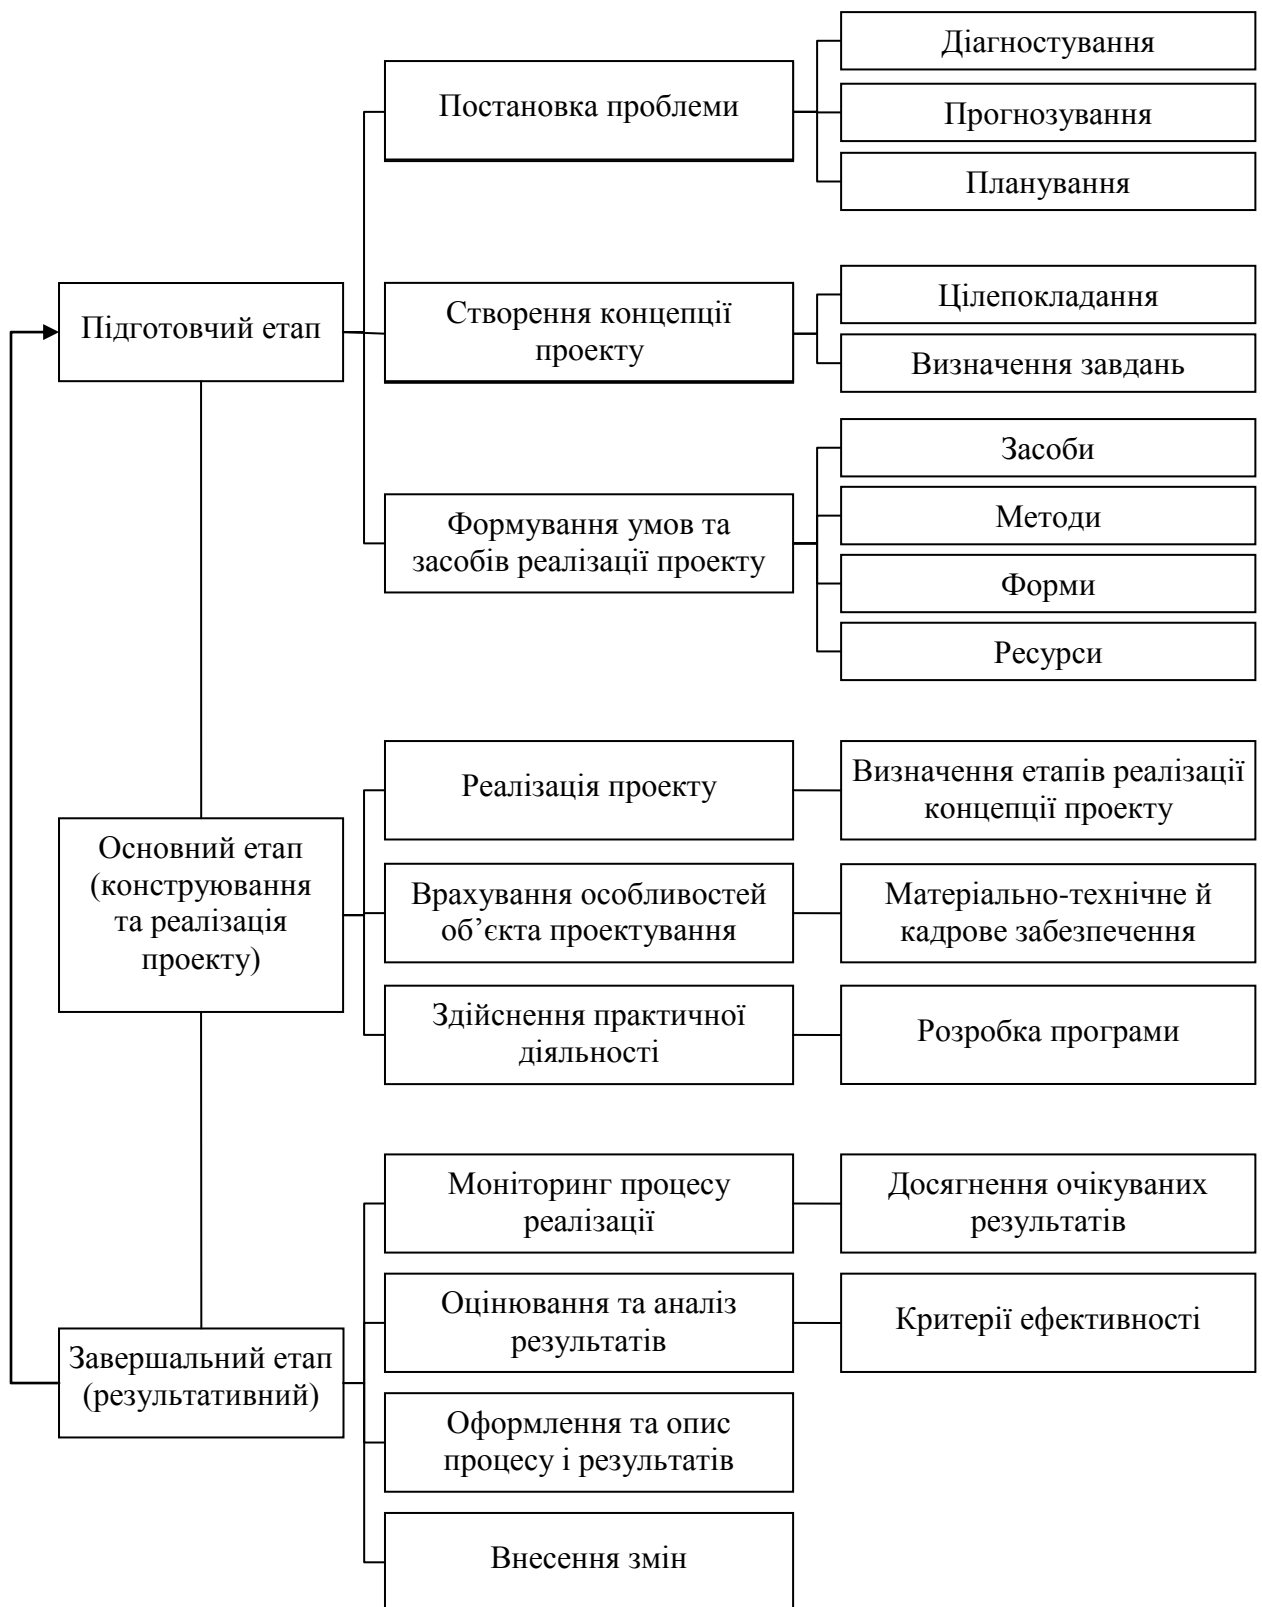 Діагностування
Постановка проблеми
Прогнозування
Планування
Підготовчий етап
Створення концепції
проекту
Цілепокладання
Визначення завдань
Формування умов та
засобів реалізації проекту
Засоби
Методи
Форми
Ресурси
Основний етап
(конструювання
та реалізація
проекту)
Реалізація проекту
Визначення етапів реалізації
концепції проекту
Врахування особливостей
об’єкта проектування
Матеріально-технічне й
кадрове забезпечення
Здійснення практичної
діяльності
Розробка програми
Завершальний етап
(результативний)
Моніторинг процесу
реалізації
Досягнення очікуваних
результатів
Оцінювання та аналіз
результатів
Критерії ефективності
Оформлення та опис
процесу і результатів
Внесення змін